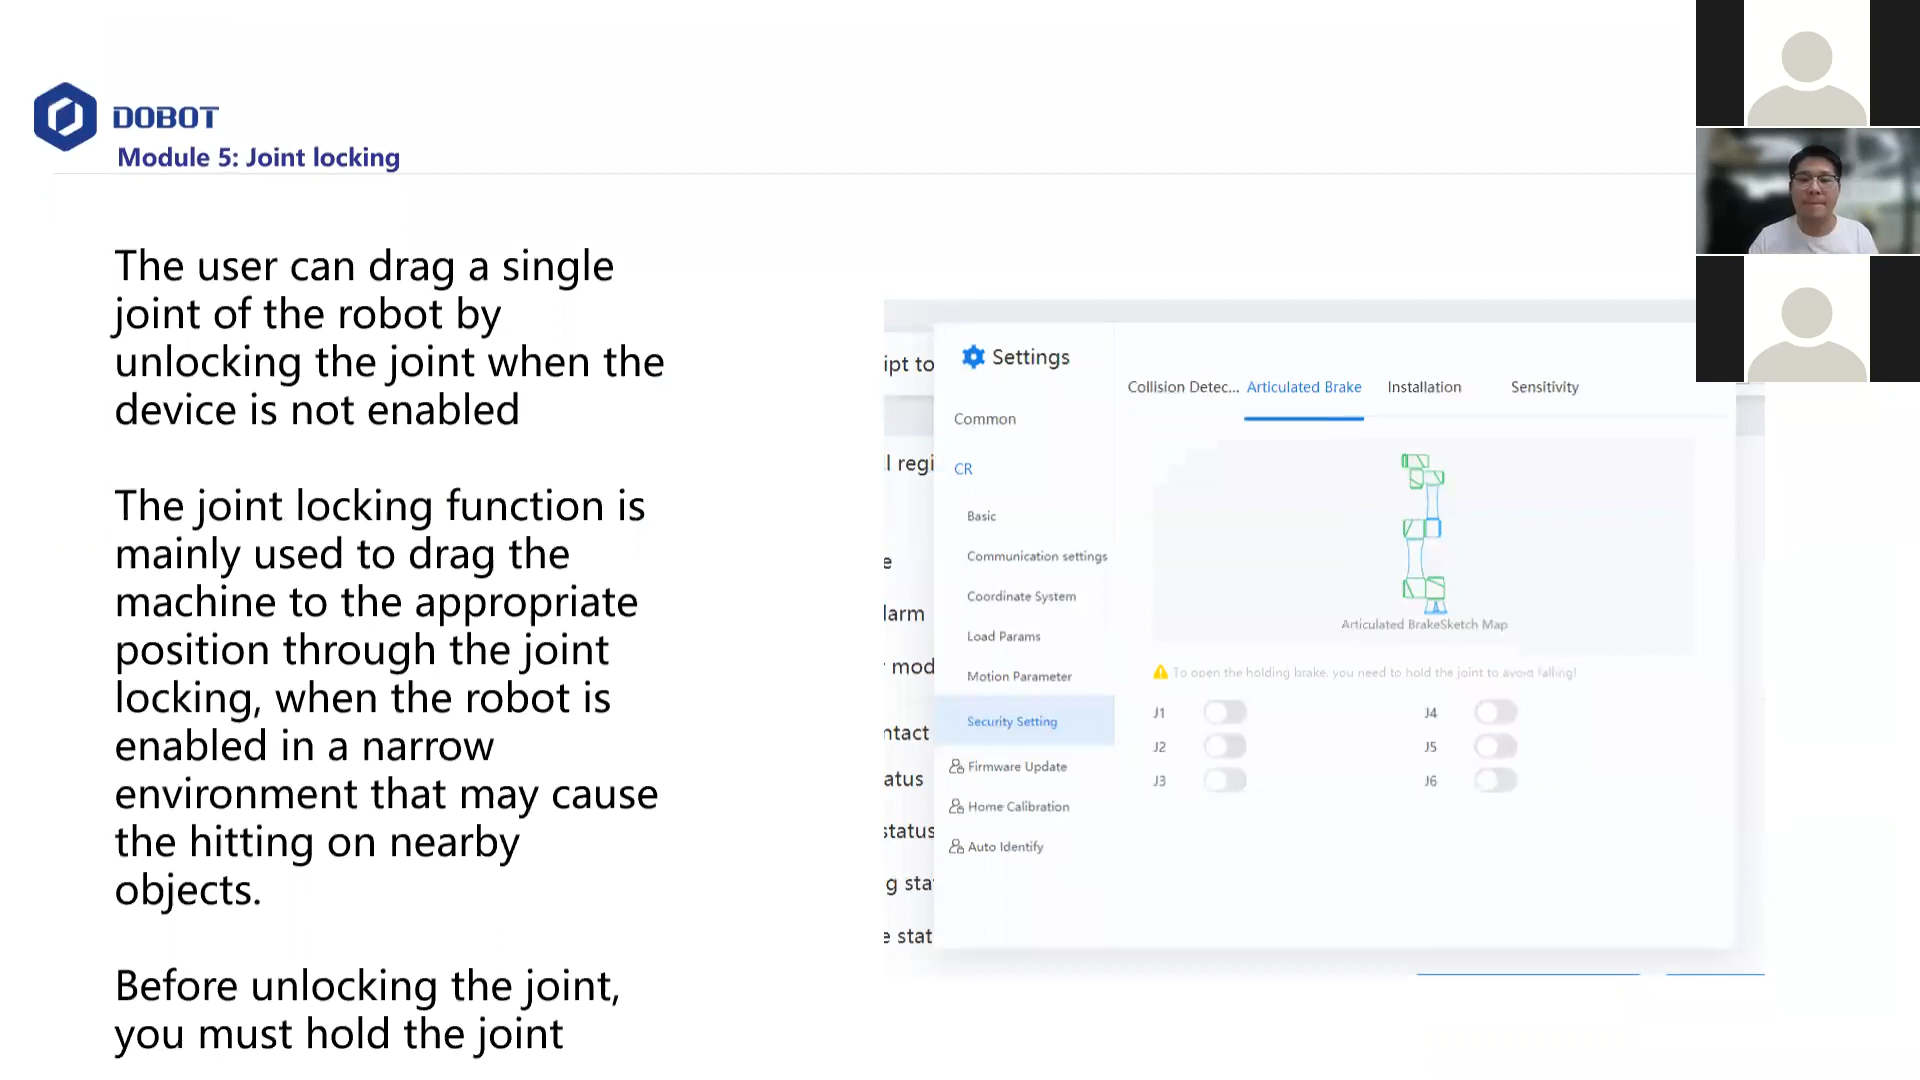 DOBOT
Module 5: Joint locking
The user can drag a single
joint of the robot by
unlocking the joint when the
device is not enabled
The joint locking function is
mainly used to drag the
machine to the appropriate
position through the joint
locking, when the robot is
enabled in a narrow
environment that may cause
the hitting on nearby
objects.
Before unlocking the joint,
you must hold the joint
ipt to
l regi
e
larm
mod
ntact
atus
status
g sta
e stat
Settings
Common
CR
Basic
Communication settings
Coordinate System
Load Params
Motion Parameter
Security Setting
Firmware Update
Home Calibration
Auto Identify
Collision Detec... Articulated Brake Installation Sensitivity
Articulated BrakeSketch Map
To open the holding brake, you need to hold the joint to avoid falling!
J1 J4
J2 J5
J3 J6